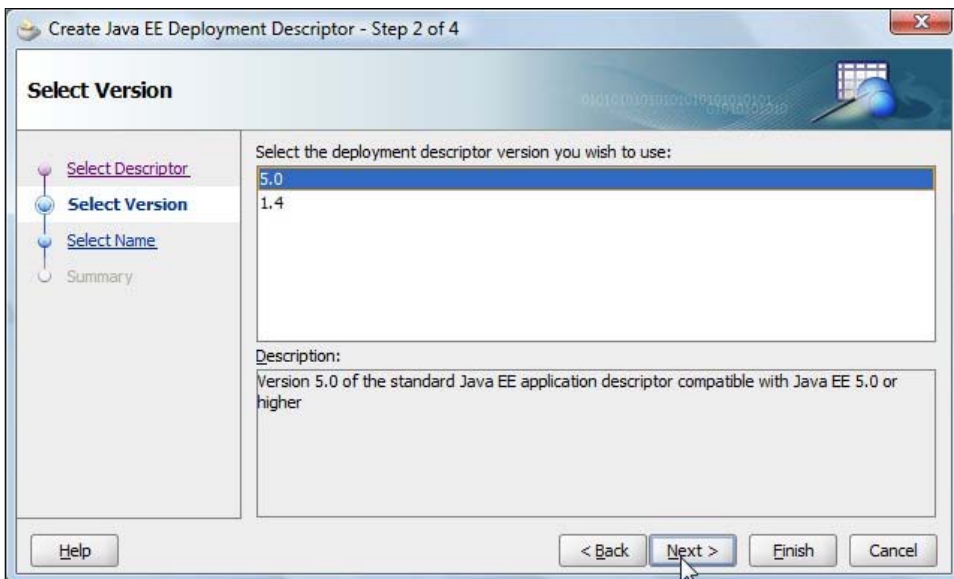 Create Java EE Deployment Descriptor - Step 2 of 4
Select Version
Select Descriptor
Select Version
Select Name
Summary
Select the deployment descriptor version you wish to use:
5.0
1.4
Description:
Version 5.0 of the standard Java EE application descriptor compatible with Java EE 5.0 or
higher
Help
< Back
Next >
Finish
Cancel